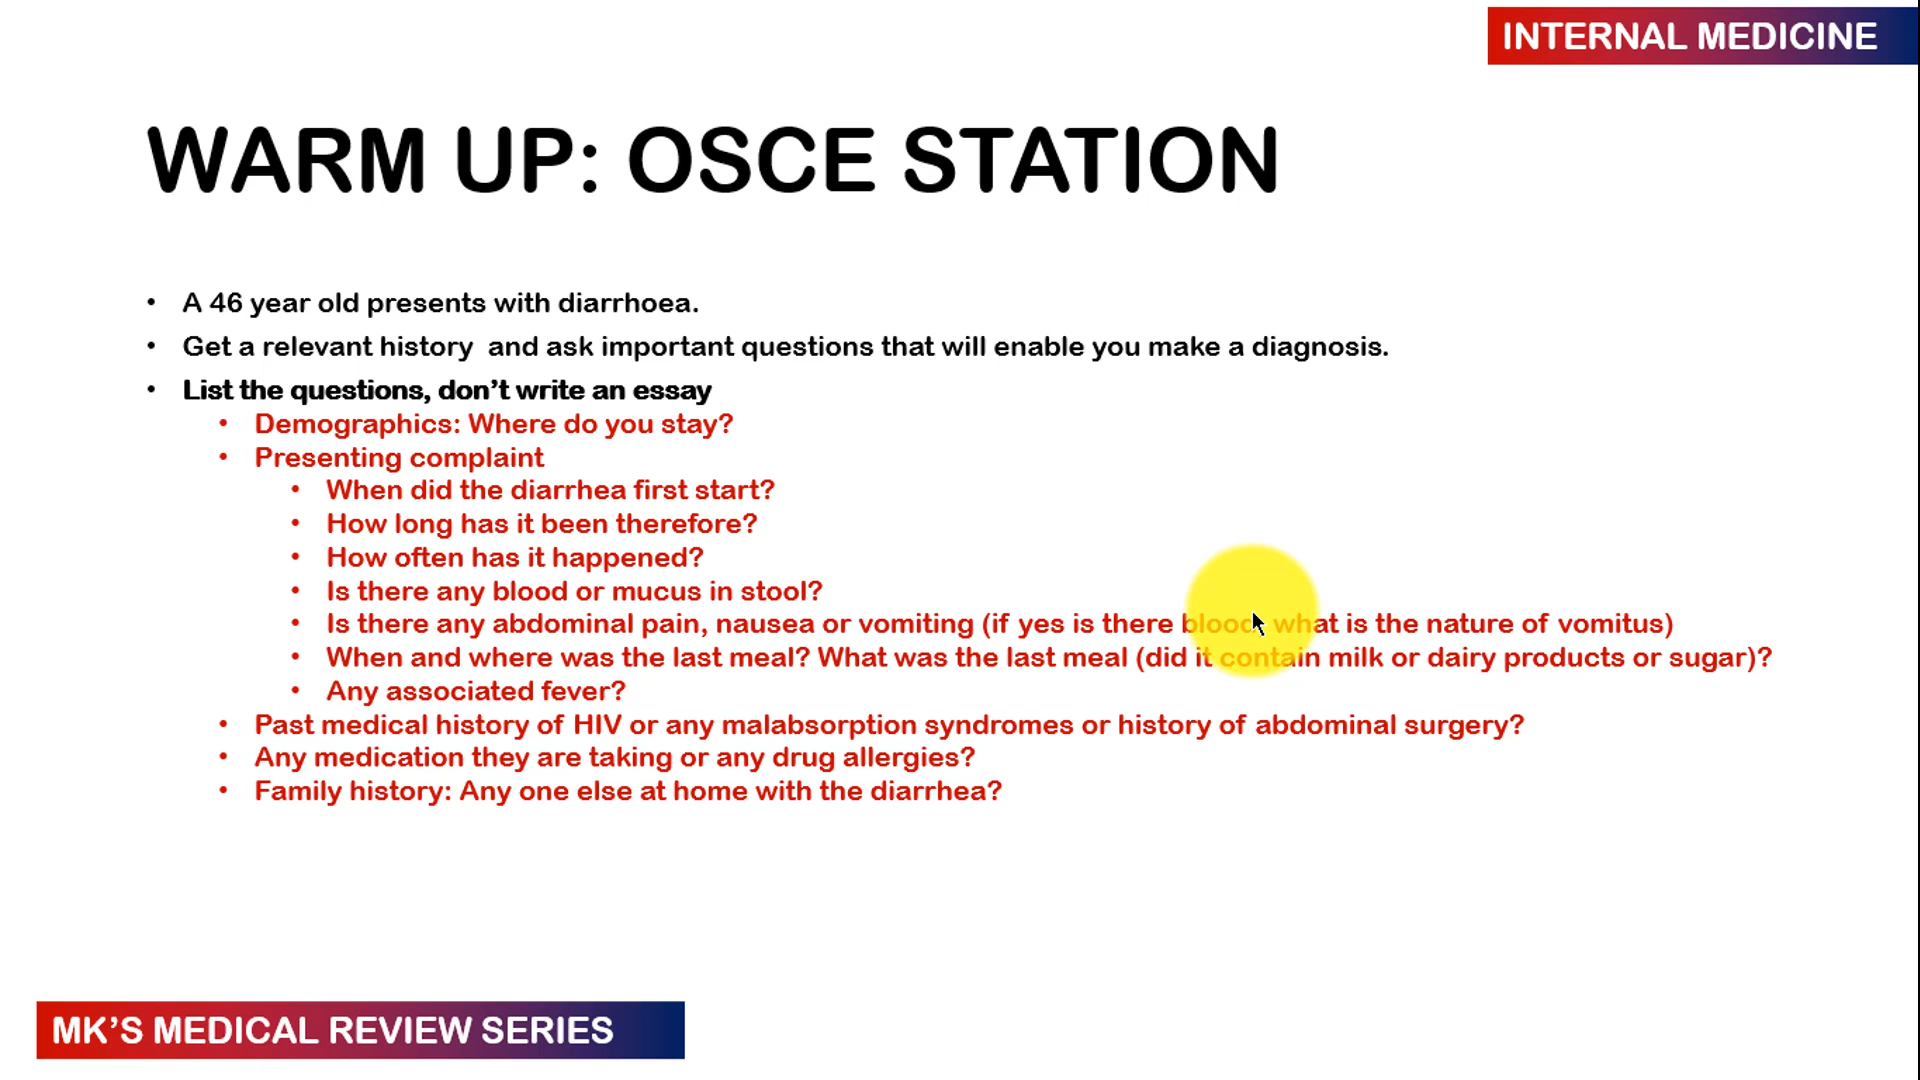 INTERNAL MEDICINE
WARM UP: OSCE STATION
• A 46 year old presents with diarrhoea.
• Get a relevant history and ask important questions that will enable you make a diagnosis.
• List the questions, don’t write an essay
• Demographics: Where do you stay?
• Presenting complaint
• When did the diarrhea first start?
• How long has it been therefore?
• How often has it happened?
• Is there any blood or mucus in stool?
• Is there any abdominal pain, nausea or vomiting (if yes is there blood, what is the nature of vomitus)
• When and where was the last meal? What was the last meal (did it contain milk or dairy products or sugar)?
• Any associated fever?
• Past medical history of HIV or any malabsorption syndromes or history of abdominal surgery?
• Any medication they are taking or any drug allergies?
• Family history: Any one else at home with the diarrhea?
MK’S MEDICAL REVIEW SERIES